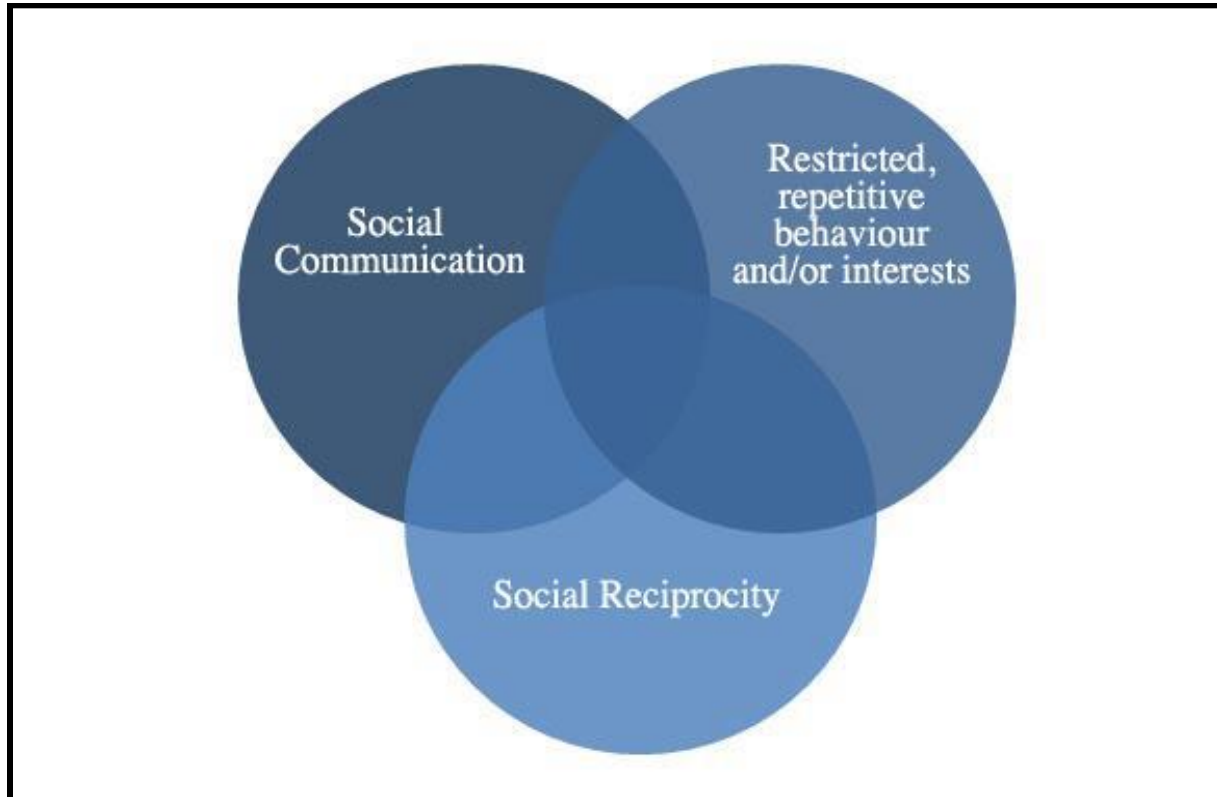 Social
Communication
Restricted,
repetitive
behaviour
and/or interests
Social Reciprocity